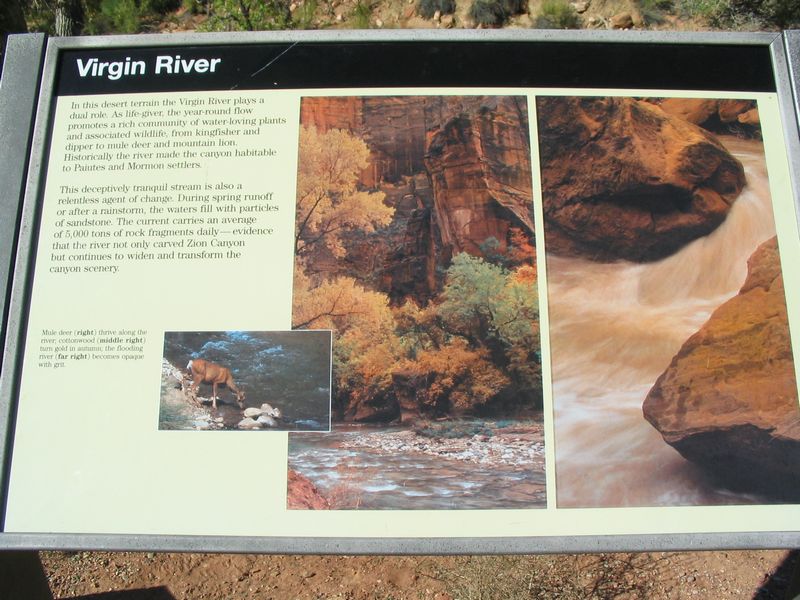 Virgin River
In this desert terrain the Virgin River plays a
dual role. As life-giver, the year-round flow
promotes a rich community of water-loving plants
and associated wildlife, from kingfisher and
dipper to mule deer and mountain lion.
Historically the river made the canyon habitable
to Paiutes and Mormon settlers.
This deceptively tranquil stream is also a
relentless agent of change. During spring runoff
or after a rainstorm, the waters fill with particles
of sandstone. The current carries an average
of 5,000 tons of rock fragments daily—evidence
that the river not only carved Zion Canyon
but continues to widen and transform the
canyon scenery.
Mule deer (right) thrive along the
river; cottonwood (middle right)
turn gold in autumn; the flooding
river (far right) becomes opaque
with grit.